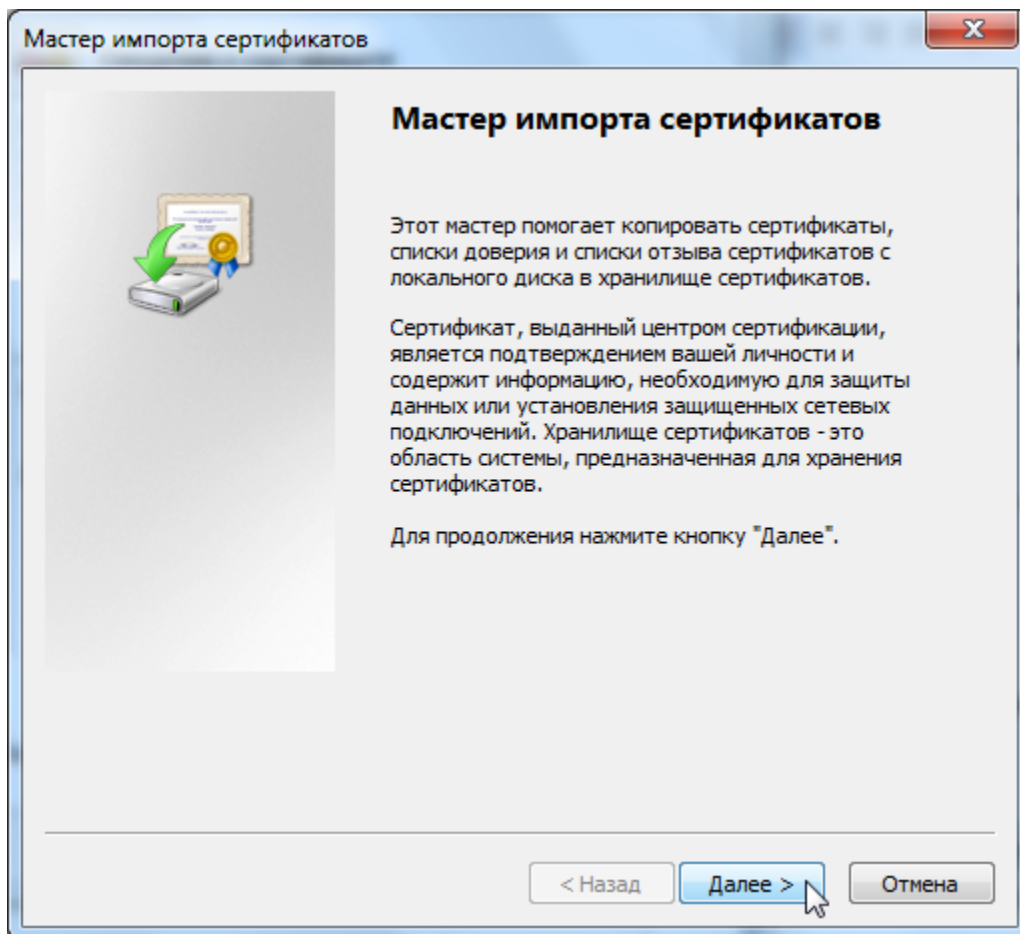 Мастер импорта сертификатов
Мастер импорта сертификатов
Этот мастер помогает копировать сертификаты,
списки доверия и списки отзыва сертификатов с
локального диска в хранилище сертификатов.
Сертификат, выданный центром сертификации,
является подтверждением вашей личности и
содержит информацию, необходимую для защиты
данных или установления защищенных сетевых
подключений. Хранилище сертификатов - это
область системы, предназначенная для хранения
сертификатов.
Для продолжения нажмите кнопку "Далее".
< Назад
Далее >
Отмена